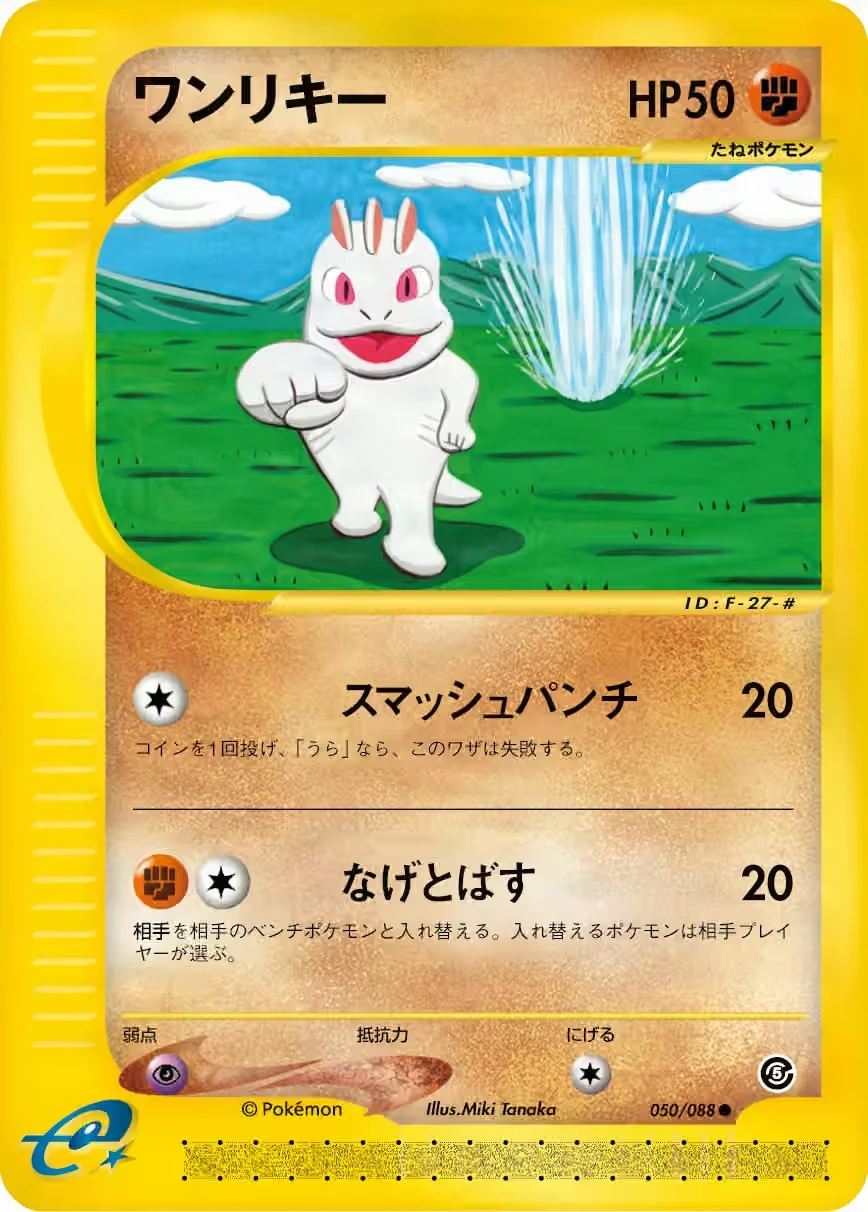 ワンリキー HP50
たねポケモン
ID:F-27-#
スマッシュパンチ 20
コインを1回投げ、「うら」なら、このワザは失敗する。
なげとばす 20
相手を相手のベンチポケモンと入れ替える。入れ替えるポケモンは相手プレイ
ヤーが選ぶ。
弱点 抵抗力 にげる
5
© Pokémon Illus.Miki Tanaka 050/088 ●
e